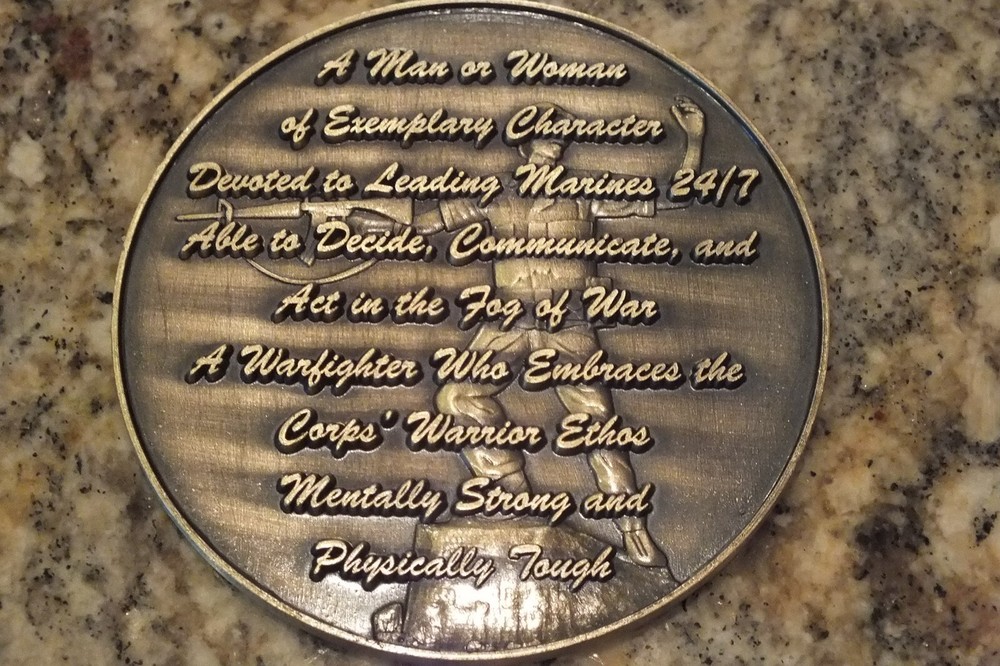 A Man or Woman
of Exemplary Character
Devoted to Leading Marines 24/7
Able to Decide, Communicate, and
Act in the Fog of War
A Warfighter Who Embraces the
Corps' Warrior Ethos
Mentally Strong and
Physically Tough